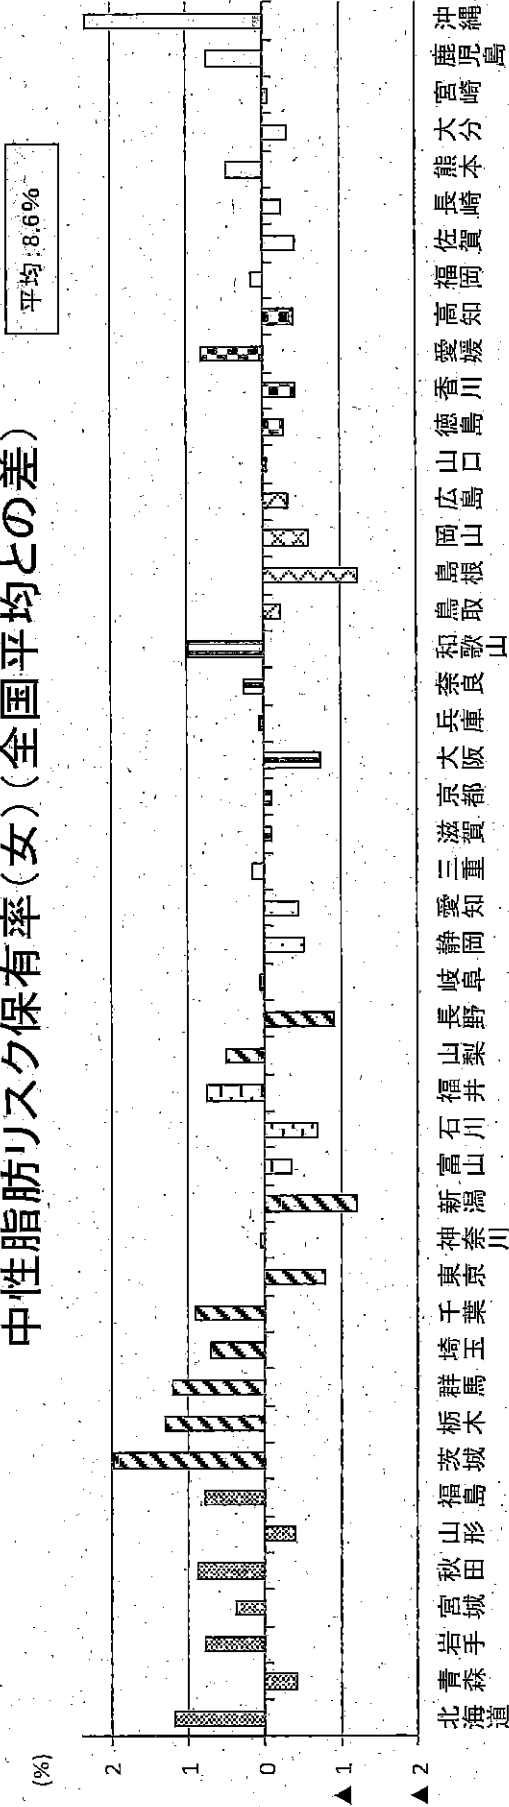 中性脂肪リスク保有率(女)(全国平均との差)
平均:8.6%
(%)
2
1
0
▲ 1
▲ 2
北海道
青森
岩手
宮城
秋田
山形
福島
茨城
栃木
群馬
埼玉
千葉
東京
神奈川
新潟
富山
石川
福井
山梨
長野
岐阜
静岡
愛知
三重
滋賀
京都
大阪
兵庫
奈良
和歌山
鳥取
島根
岡山
広島
山口
徳島
香川
愛媛
高知
福岡
佐賀
長崎
熊本
大分
宮崎
鹿児島
沖縄